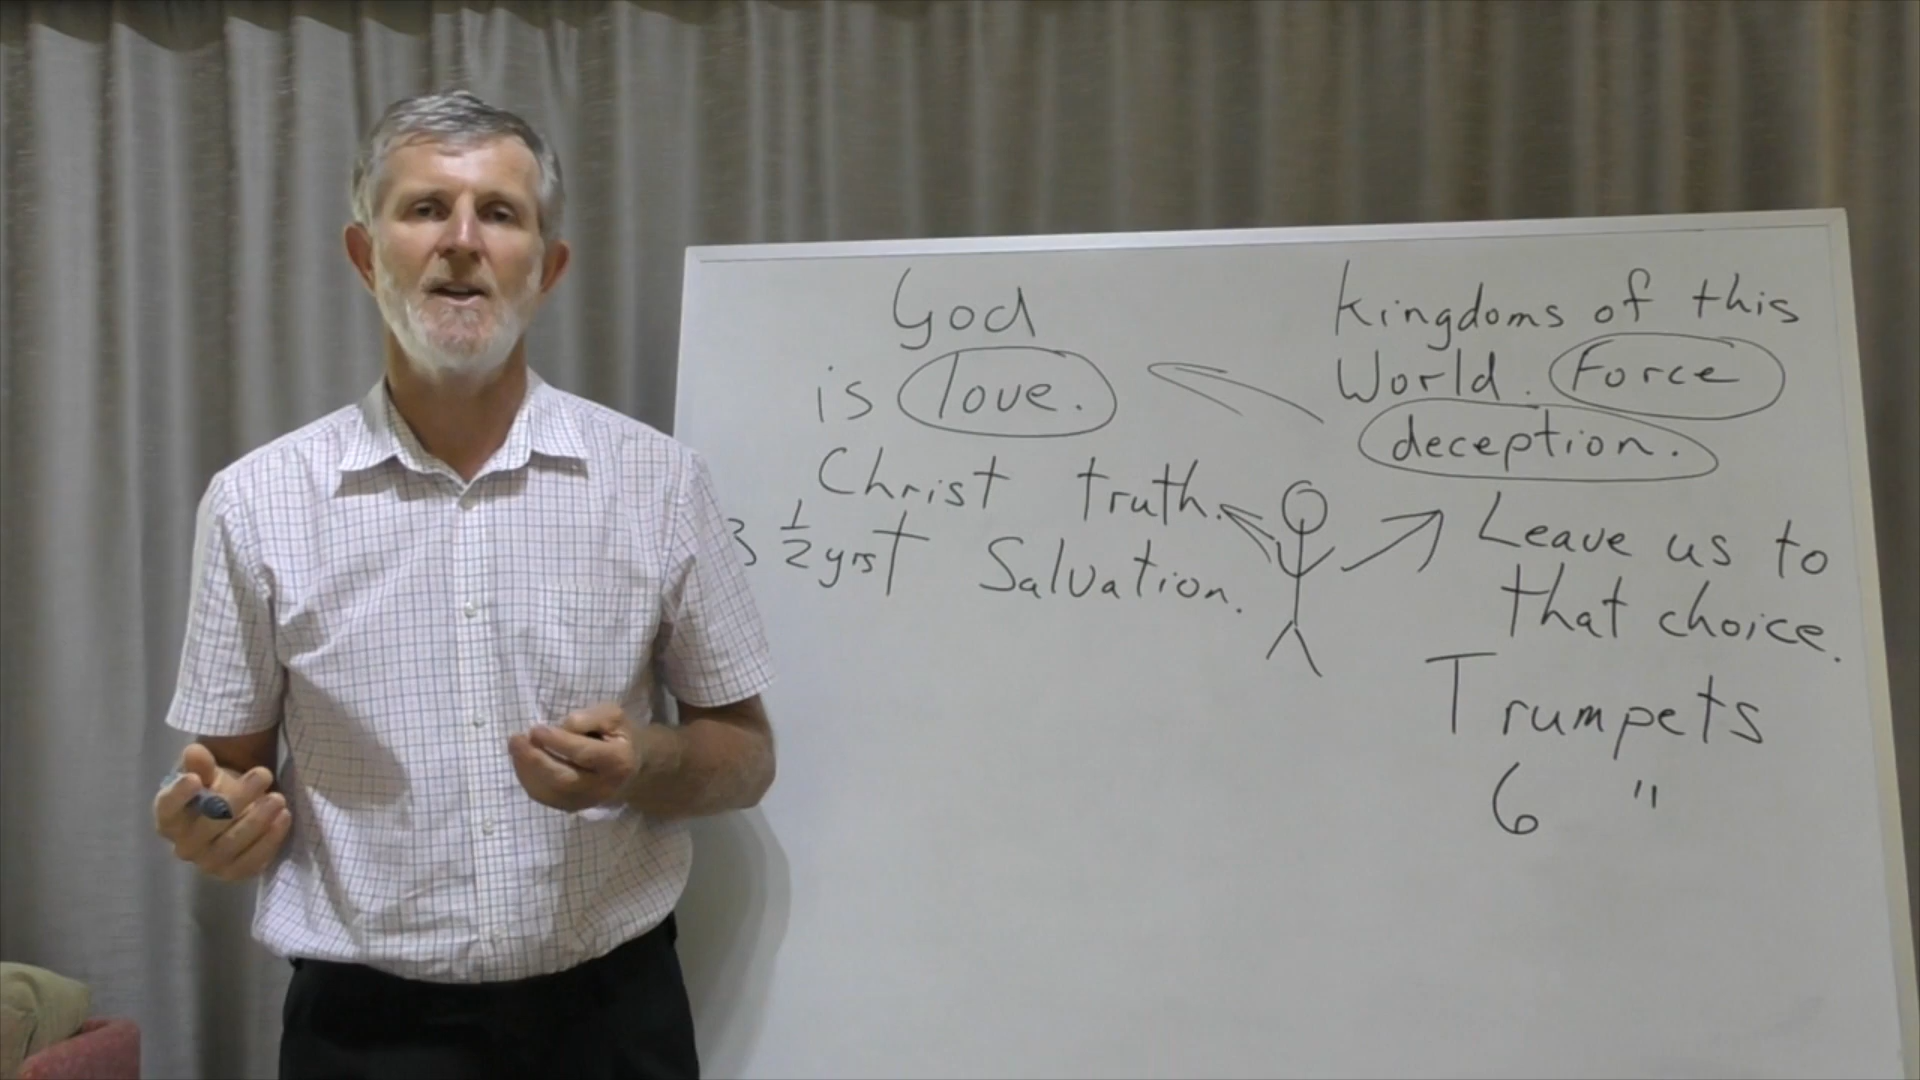 God
is love.
Christ truth.
3 1/2 yrs† Salvation.
kingdoms of this
World. Force
deception.
Leave us to
that choice.
Trumpets
6 "